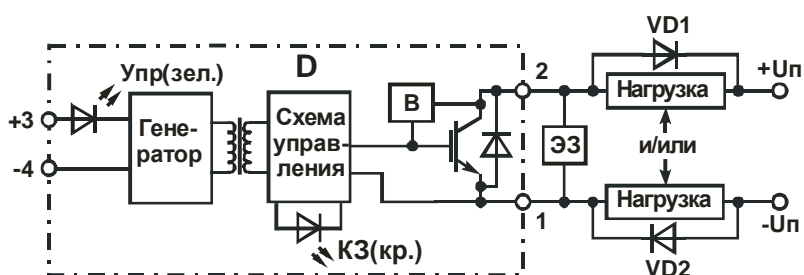 VD1
Упр(зел.)
D
2
+Uп
+3
Гене-
ратор
Схема
управ-
ления
В
Нагрузка
ЭЗ
и/или
-4
Нагрузка
1
-Uп
КЗ(кр.)
VD2